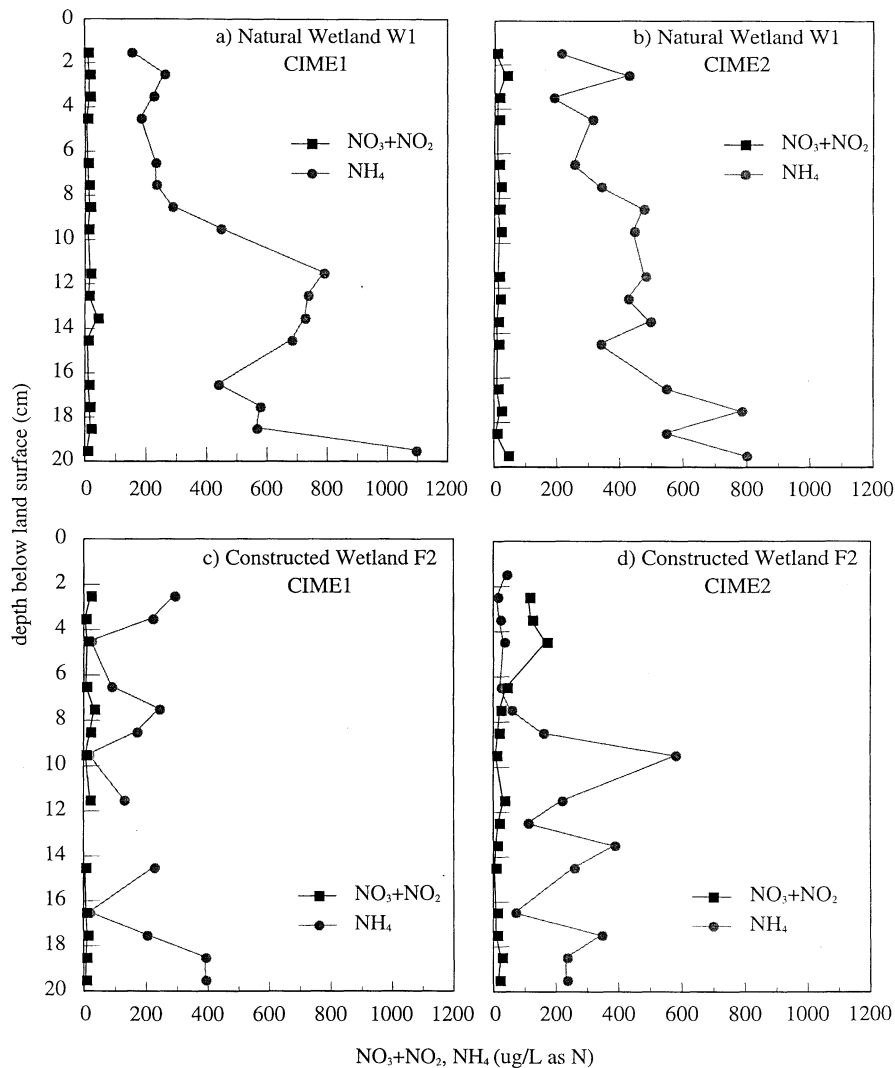 a) Natural Wetland W1
CIME1
NO₃+NO₂
NH₄
0
2
4
6
8
10
12
14
16
18
20
0 200 400 600 800 1000 1200
b) Natural Wetland W1
CIME2
NO₃+NO₂
NH₄
0 200 400 600 800 1000 1200
depth below land surface (cm)
c) Constructed Wetland F2
CIME1
NO₃+NO₂
NH₄
0
2
4
6
8
10
12
14
16
18
20
0 200 400 600 800 1000 1200
d) Constructed Wetland F2
CIME2
NO₃+NO₂
NH₄
0 200 400 600 800 1000 1200
NO₃+NO₂, NH₄ (ug/L as N)